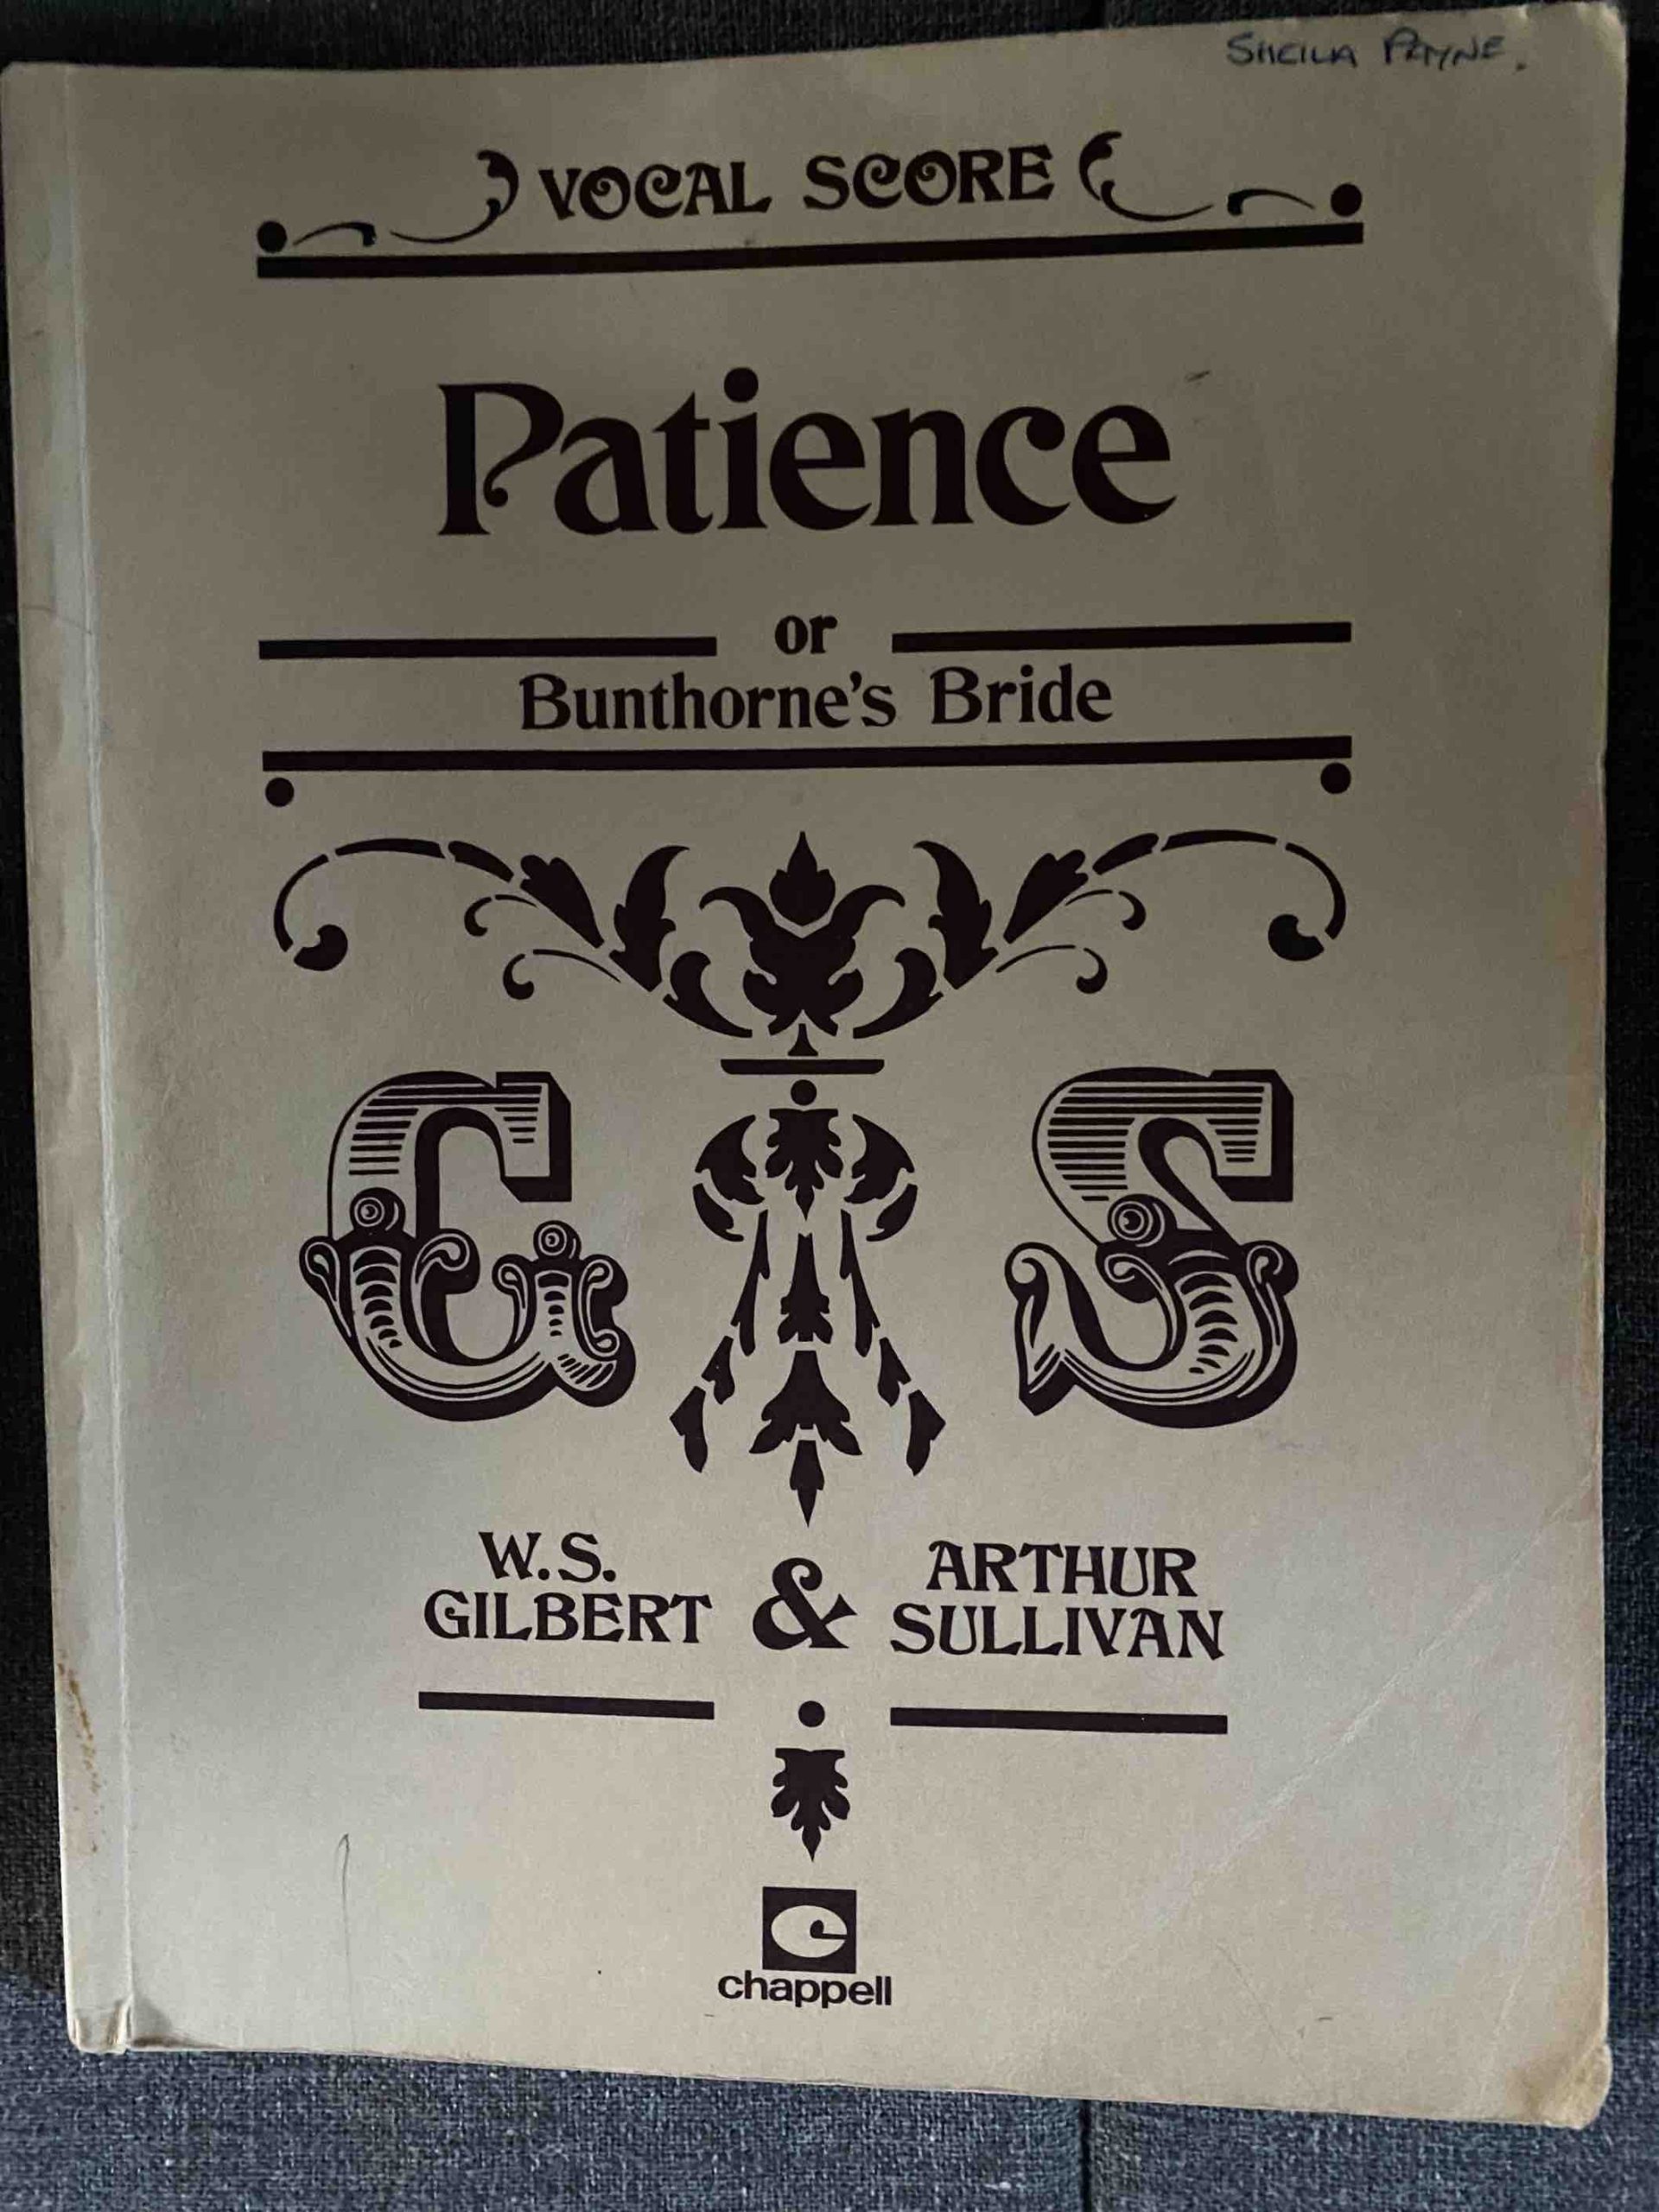 SHEILA PAYNE.
VOCAL SCORE
Patience
or
Bunthorne's Bride
G S
W.S. GILBERT & ARTHUR SULLIVAN
chappell